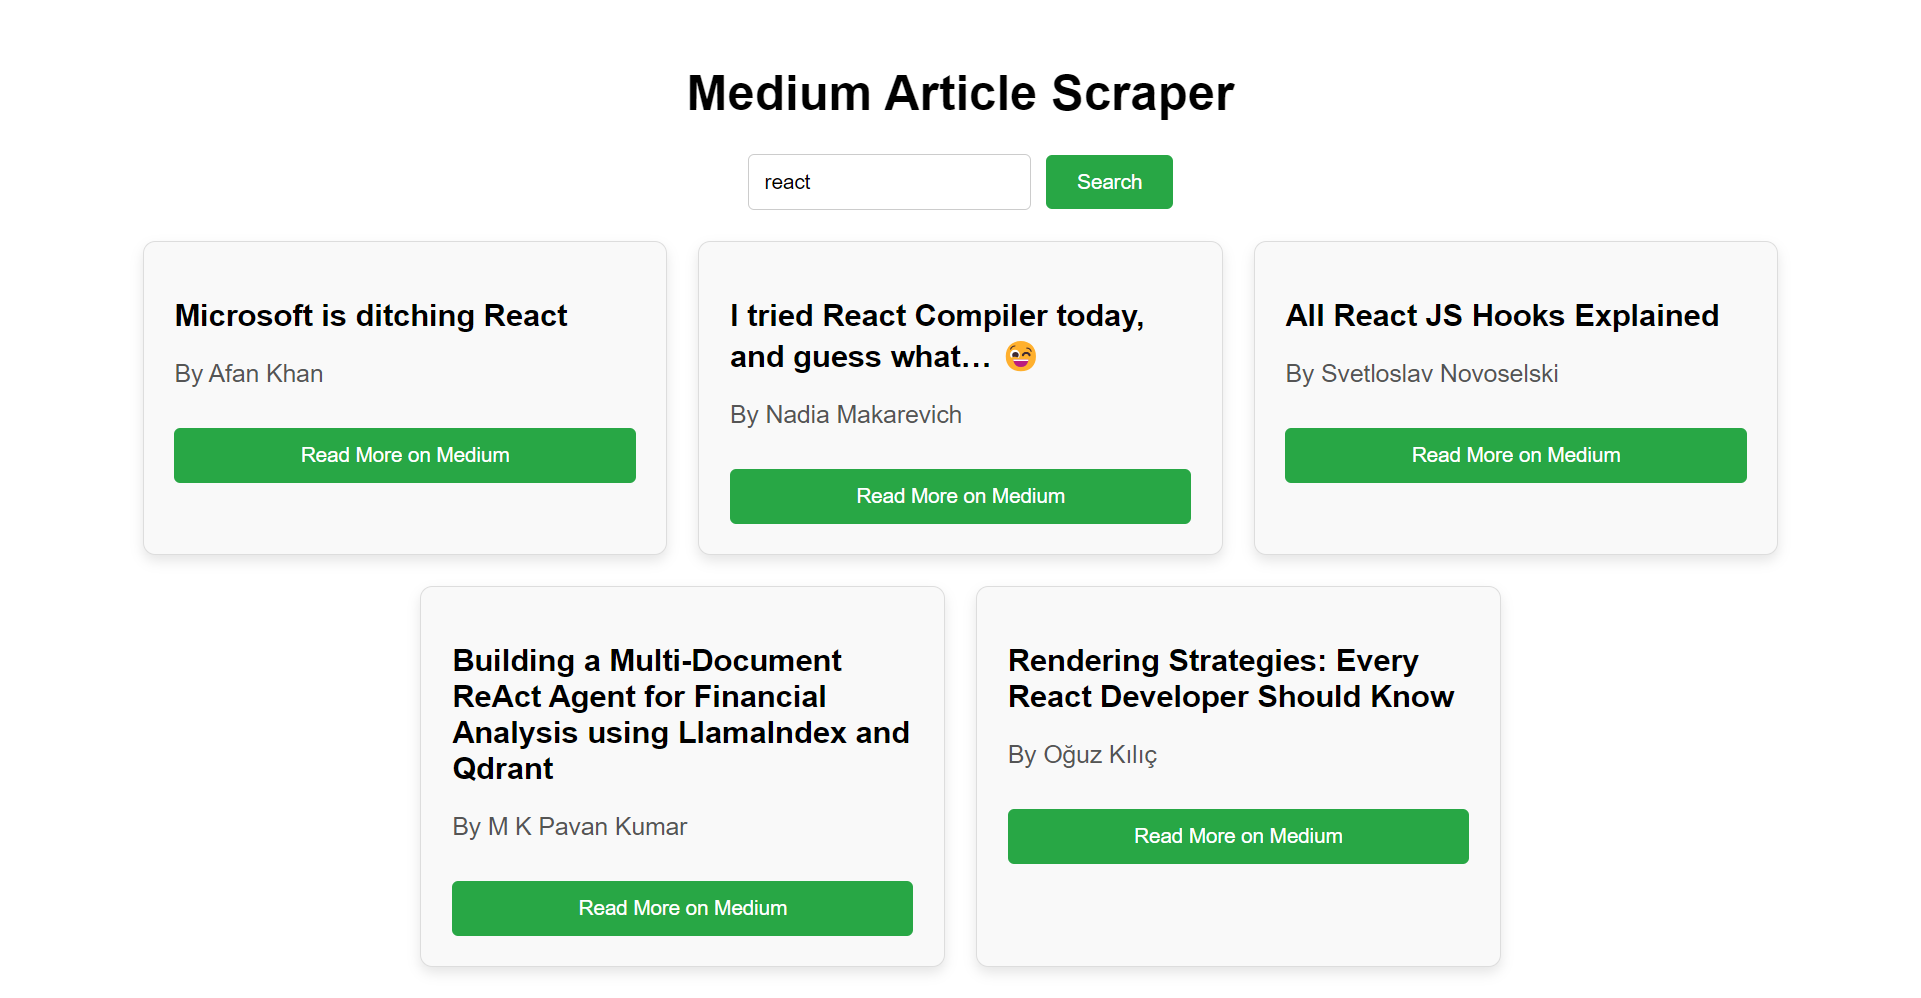 Medium Article Scraper
react
Search
Microsoft is ditching React
By Afan Khan
Read More on Medium
I tried React Compiler today,
and guess what… 😜
By Nadia Makarevich
Read More on Medium
All React JS Hooks Explained
By Svetloslav Novoselski
Read More on Medium
Building a Multi-Document
ReAct Agent for Financial
Analysis using LlamaIndex and
Qdrant
By M K Pavan Kumar
Read More on Medium
Rendering Strategies: Every
React Developer Should Know
By Oğuz Kılıç
Read More on Medium